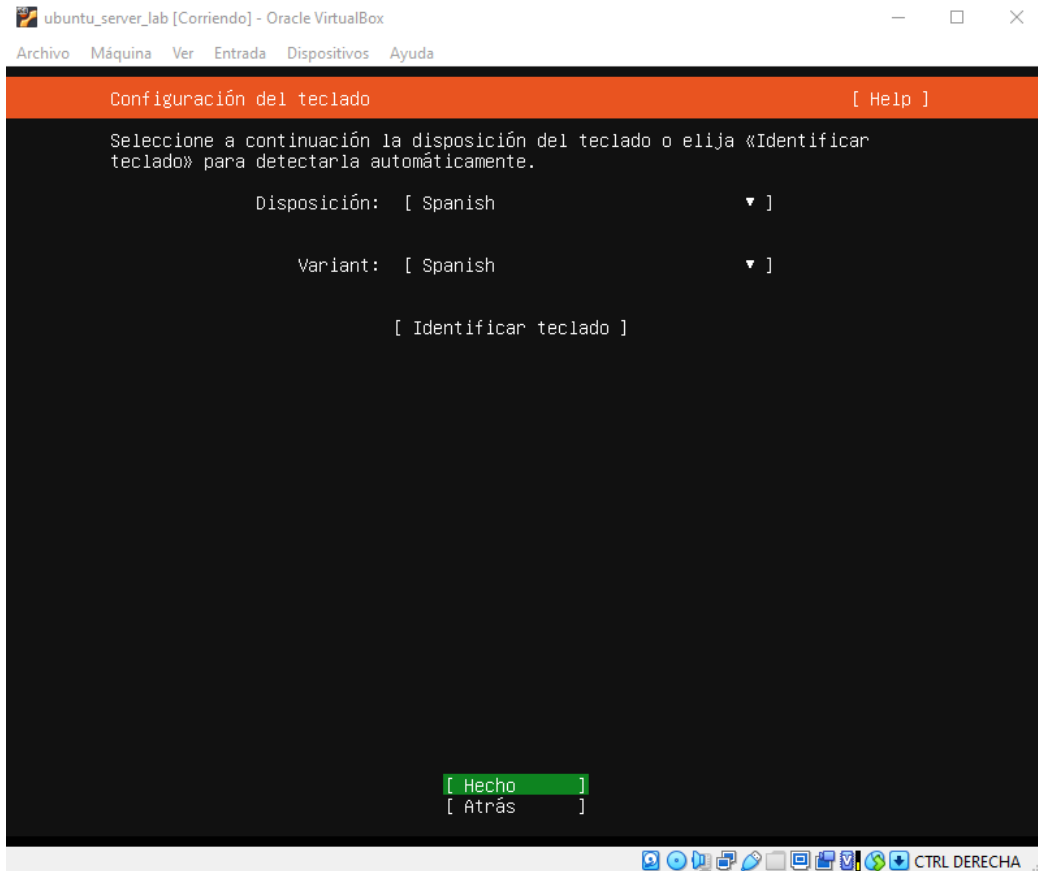 ubuntu_server_lab [Corriendo] - Oracle VirtualBox
Archivo Máquina Ver Entrada Dispositivos Ayuda
Configuración del teclado [ Help ]
Seleccione a continuación la disposición del teclado o elija «Identificar
teclado» para detectarla automáticamente.
Disposición: [ Spanish ▾ ]
Variant: [ Spanish ▾ ]
[ Identificar teclado ]
[ Hecho ]
[ Atrás ]
CTRL DERECHA